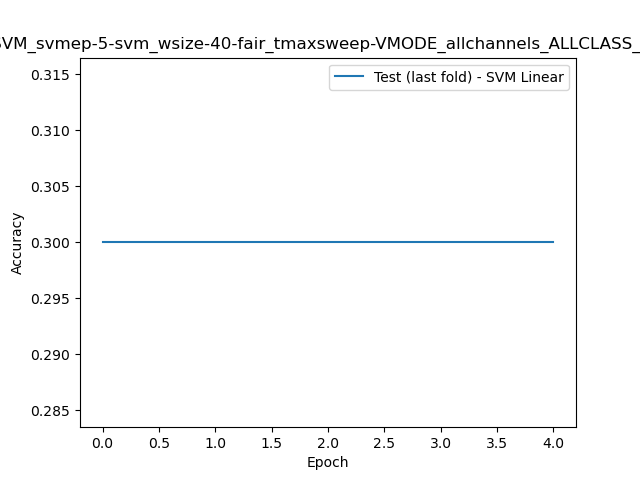 SVM_svmep-5-svm_wsize-40-fair_tmaxsweep-VMODE_allchannels_ALLCLASS_
Test (last fold) - SVM Linear
0.315
0.310
0.305
0.300
0.295
0.290
0.285
Accuracy
0.0 0.5 1.0 1.5 2.0 2.5 3.0 3.5 4.0
Epoch